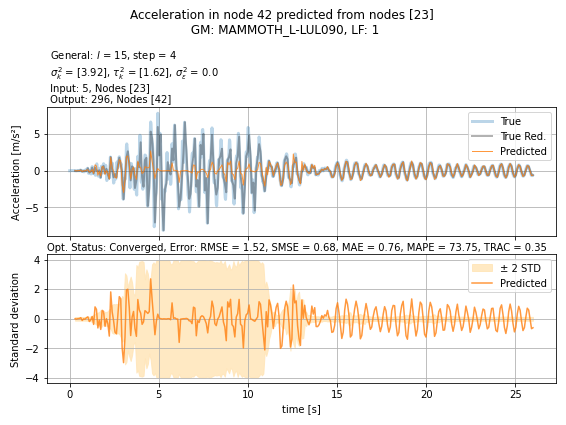 Acceleration in node 42 predicted from nodes [23]
GM: MAMMOTH_L-LUL090, LF: 1
General: l = 15, step = 4
σ²ₖ = [3.92], τ²ₖ = [1.62], σ²ε = 0.0
Input: 5, Nodes [23]
Output: 296, Nodes [42]
Acceleration [m/s²]
5
0
−5
True
True Red.
Predicted
Opt. Status: Converged, Error: RMSE = 1.52, SMSE = 0.68, MAE = 0.76, MAPE = 73.75, TRAC = 0.35
Standard deviation
4
2
0
−2
−4
± 2 STD
Predicted
0 5 10 15 20 25
time [s]